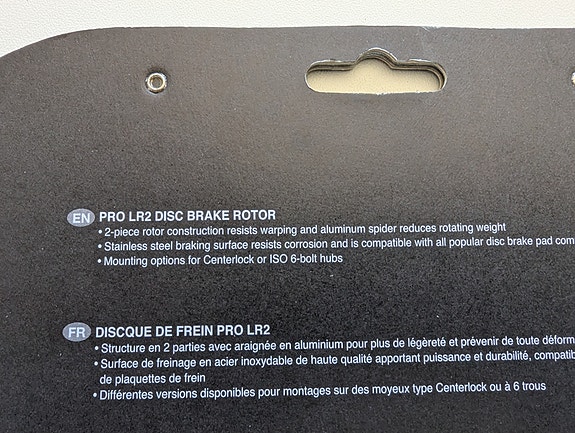 EN PRO LR2 DISC BRAKE ROTOR
• 2-piece rotor construction resists warping and aluminum spider reduces rotating weight
• Stainless steel braking surface resists corrosion and is compatible with all popular disc brake pad com
• Mounting options for Centerlock or ISO 6-bolt hubs
FR DISCQUE DE FREIN PRO LR2
• Structure en 2 parties avec araignée en aluminium pour plus de légèreté et prévenir de toute déform
• Surface de freinage en acier inoxydable de haute qualité apportant puissance et durabilité, compatib
de plaquettes de frein
• Différentes versions disponibles pour montages sur des moyeux type Centerlock ou à 6 trous